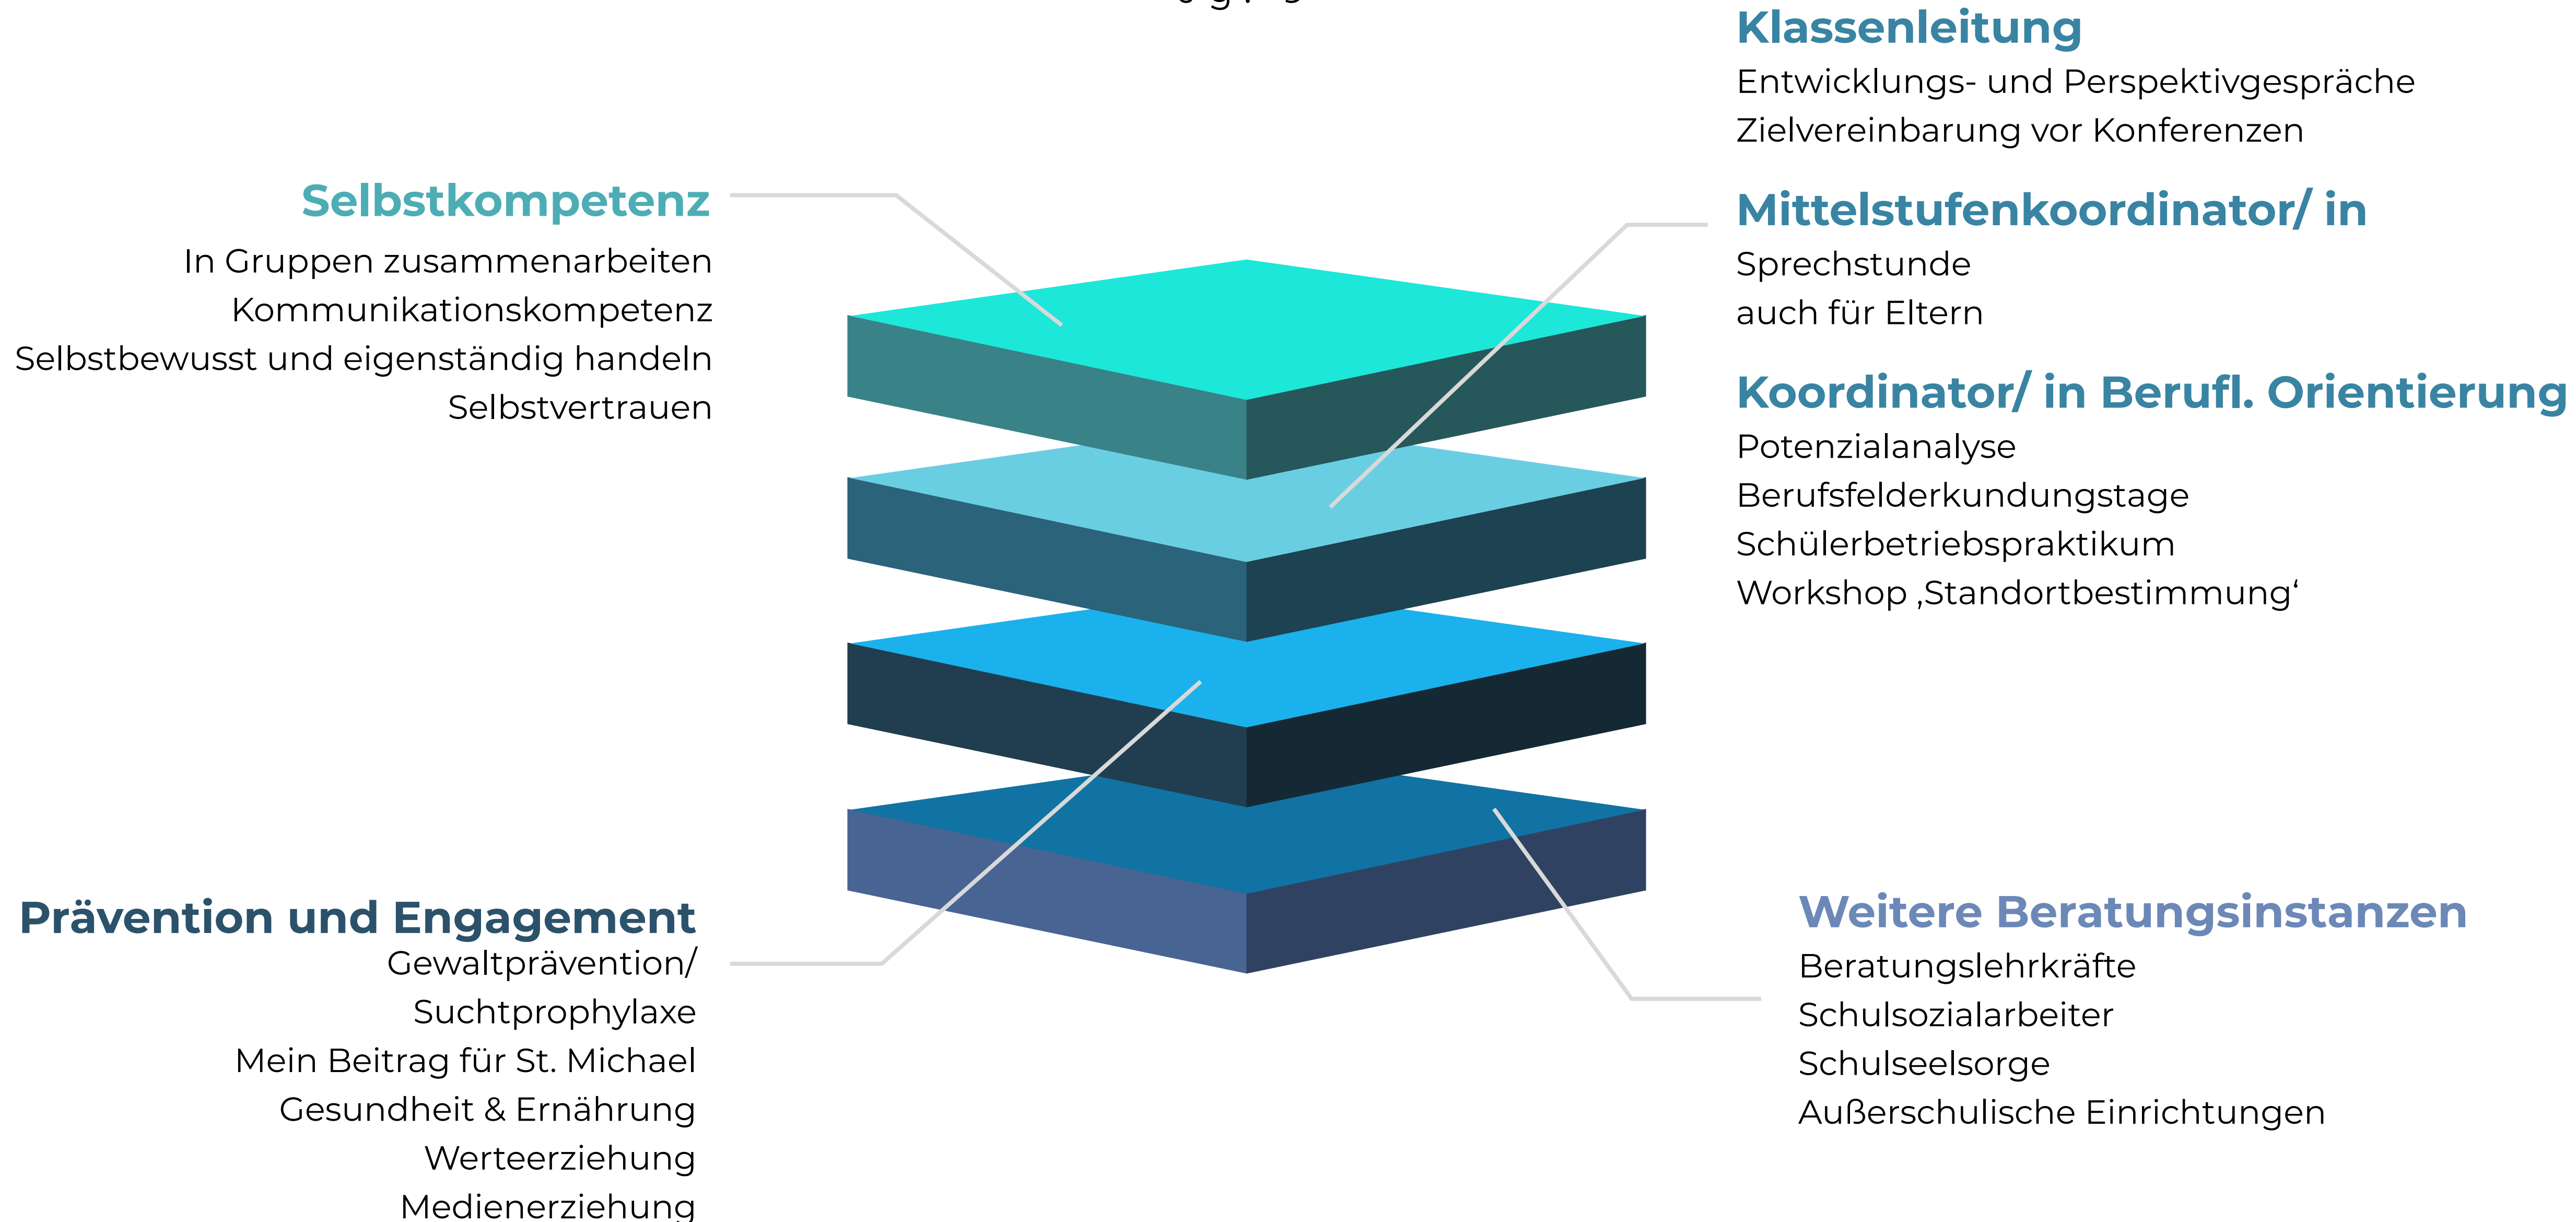 Klassenleitung
Entwicklungs- und Perspektivgespräche
Zielvereinbarung vor Konferenzen
Selbstkompetenz
In Gruppen zusammenarbeiten
Kommunikationskompetenz
Selbstbewusst und eigenständig handeln
Selbstvertrauen
Mittelstufenkoordinator/ in
Sprechstunde
auch für Eltern
Koordinator/ in Berufl. Orientierung
Potenzialanalyse
Berufsfelderkundungstage
Schülerbetriebspraktikum
Workshop ‚Standortbestimmung‘
Prävention und Engagement
Gewaltprävention/
Suchtprophylaxe
Mein Beitrag für St. Michael
Gesundheit & Ernährung
Werteerziehung
Medienerziehung
Weitere Beratungsinstanzen
Beratungslehrkräfte
Schulsozialarbeiter
Schulseelsorge
Außerschulische Einrichtungen